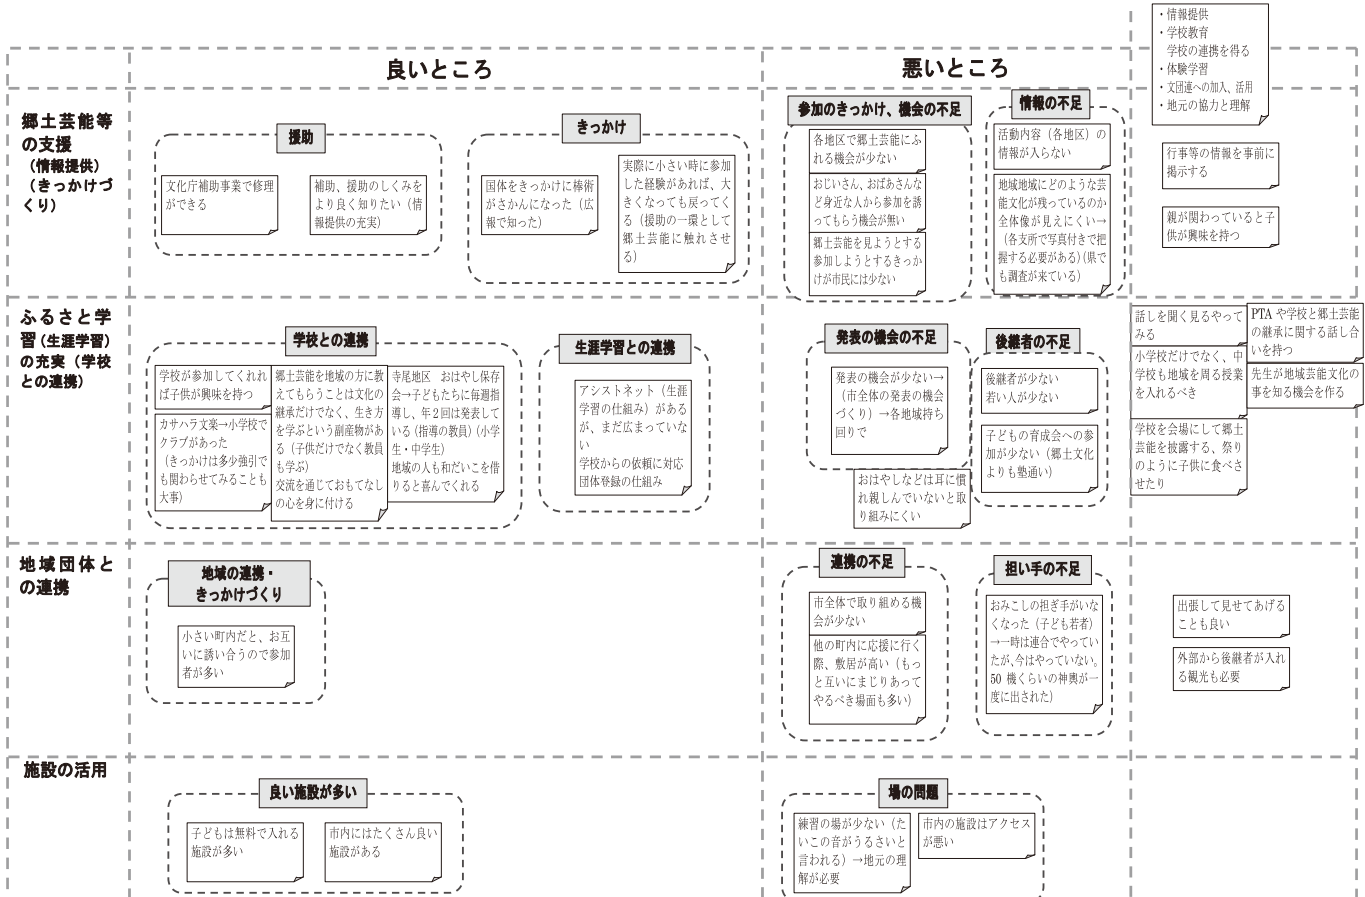 良いところ
悪いところ
・情報提供
・学校教育
学校の連携を得る
・体験学習
・文団連への加入、活用
・地元の協力と理解
郷土芸能等
の支援
（情報提供）
（きっかけづ
くり）
援助
文化庁補助事業で修理
ができる
補助、援助のしくみを
より良く知りたい（情
報提供の充実）
きっかけ
国体をきっかけに棒術
がさかんになった（広
報で知った）
実際に小さい時に参加
した経験があれば、大
きくなっても戻ってく
る（援助の一環として
郷土芸能に触れさせ
る）
参加のきっかけ、機会の不足
各地区で郷土芸能にふ
れる機会が少ない
おじいさん、おばあさんな
ど身近な人から参加を誘
ってもらう機会が無い
郷土芸能を見ようとする
参加しようとするきっか
けが市民には少ない
情報の不足
活動内容（各地区）の
情報が入らない
地域地域にどのような芸
能文化が残っているのか
全体像が見えにくい→
（各支所で写真付きで把
握する必要がある）（県で
も調査が来ている）
行事等の情報を事前に
掲示する
親が関わっていると子
供が興味を持つ
ふるさと学
習（生涯学習）
の充実（学校
との連携）
学校との連携
学校が参加してくれれ
ば子供が興味を持つ
カサハラ文楽→小学校で
クラブがあった
（きっかけは多少強引で
も関わらせてみることも
大事）
郷土芸能を地域の方に教
えてもらうことは文化の
継承だけでなく、生き方
を学ぶという副産物があ
る（子供だけでなく教員
も学ぶ）
交流を通じておもてなし
の心を身に付ける
寺尾地区　おはやし保存
会→子どもたちに毎週指
導し、年２回は発表して
いる（指導の教員）（小学
生・中学生）
地域の人も和だいこを借
りると喜んでくれる
生涯学習との連携
アシストネット（生涯
学習の仕組み）がある
が、まだ広まっていな
い
学校からの依頼に対応
団体登録の仕組み
発表の機会の不足
発表の機会が少ない→
（市全体の発表の機会
づくり）→各地域持ち
回りで
おはやしなどは耳に慣
れ親しんでいないと取
り組みにくい
後継者の不足
後継者が少ない
若い人が少ない
子どもの育成会への参
加が少ない（郷土文化
よりも塾通い）
話しを聞く見るやって
みる
小学校だけでなく、中
学校も地域を周る授業
を入れるべき
学校を会場にして郷土
芸能を披露する、祭り
のように子供に食べさ
せたり
PTA や学校と郷土芸能
の継承に関する話し合
いを持つ
先生が地域芸能文化の
事を知る機会を作る
地域団体と
の連携
地域の連携・
きっかけづくり
小さい町内だと、お互
いに誘い合うので参加
者が多い
連携の不足
市全体で取り組める機
会が少ない
他の町内に応援に行く
際、敷居が高い（もっ
と互いにまじりあって
やるべき場面も多い）
担い手の不足
おみこしの担ぎ手がいな
くなった（子ども若者）
→一時は連合でやってい
たが、今はやっていない。
50 機くらいの神輿が一
度に出された）
出張して見せてあげる
ことも良い
外部から後継者が入れ
る観光も必要
施設の活用
良い施設が多い
子どもは無料で入れる
施設が多い
市内にはたくさん良い
施設がある
場の問題
練習の場が少ない（た
いこの音がうるさいと
言われる）→地元の理
解が必要
市内の施設はアクセス
が悪い